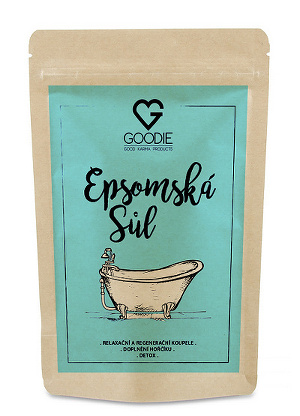 GOODIE
GOOD KARMA PRODUCTS
Epsomská
Sůl
. RELAXAČNÍ A REGENERAČNÍ KOUPELE .
. DOPLNĚNÍ HOŘČÍKU .
. DETOX .